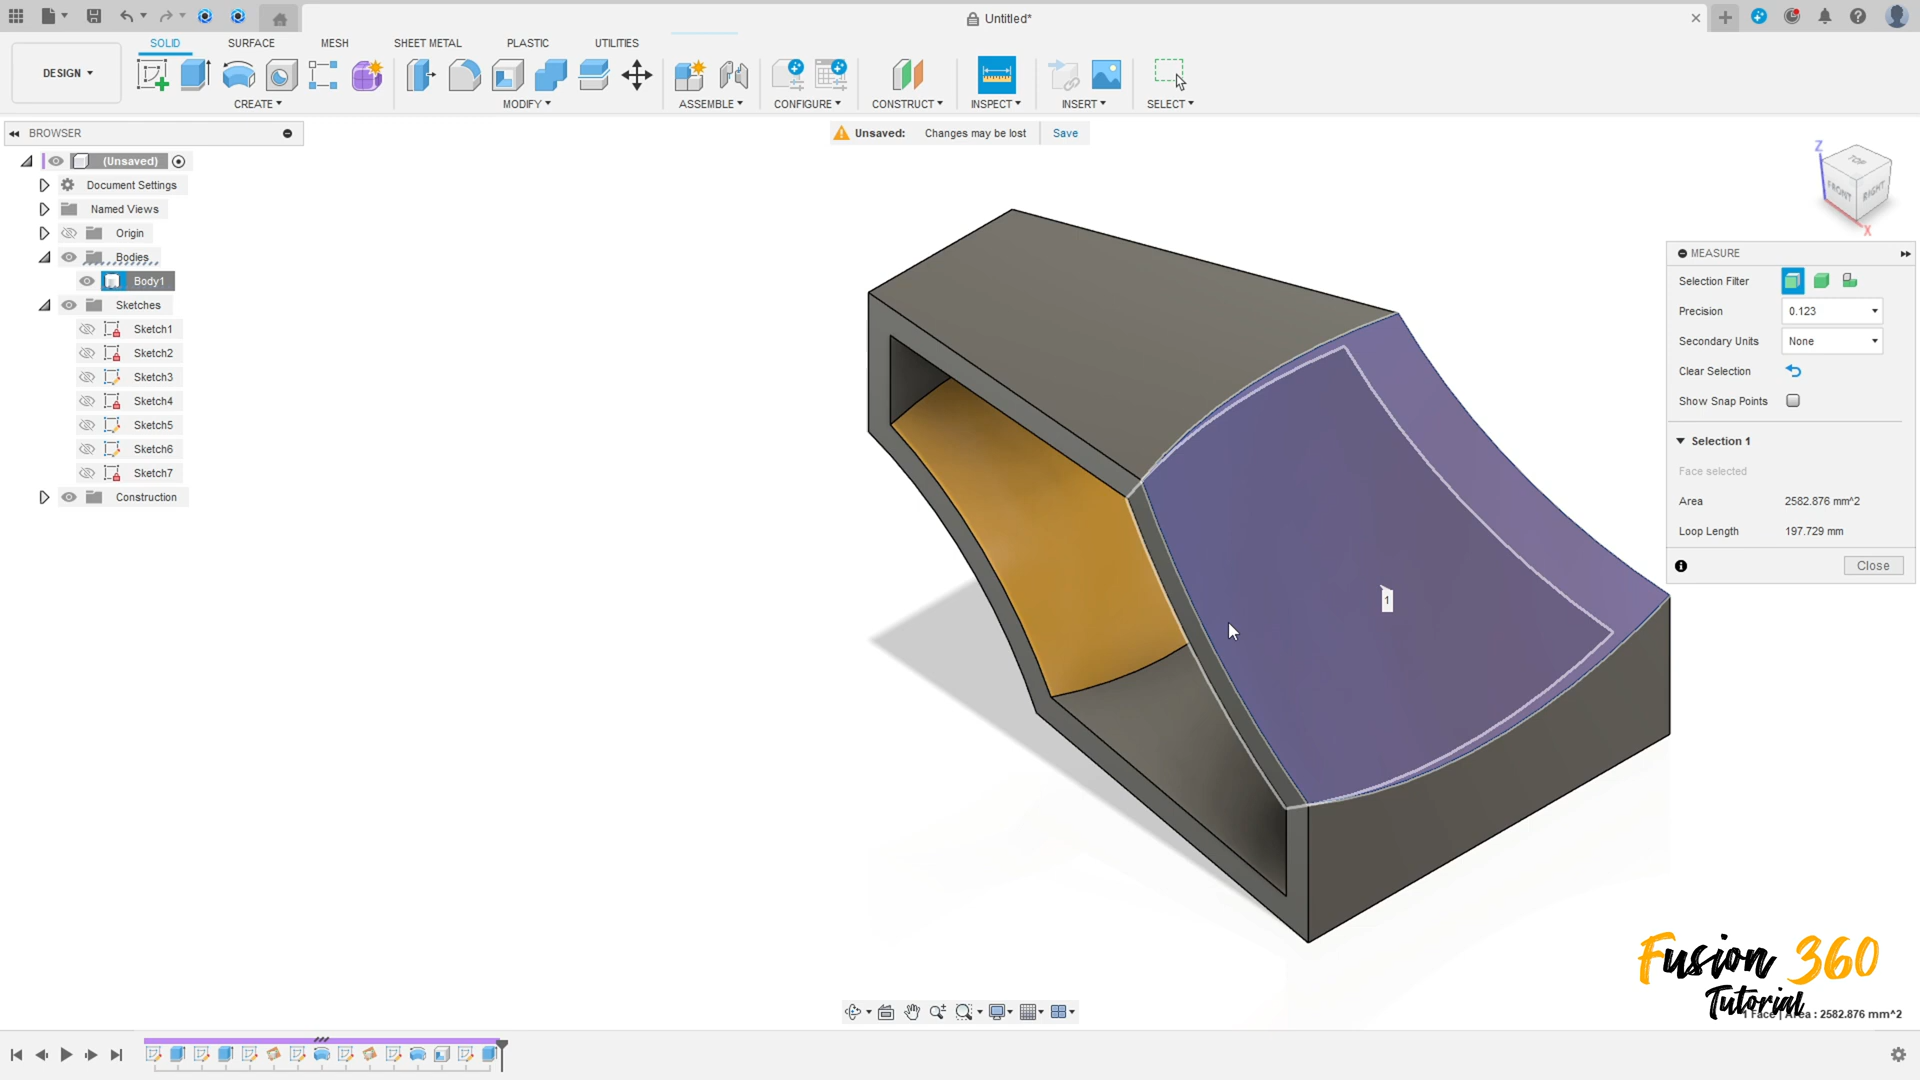 Untitled*
SOLID SURFACE MESH SHEET METAL PLASTIC UTILITIES
DESIGN
CREATE MODIFY ASSEMBLE CONFIGURE CONSTRUCT INSPECT INSERT SELECT
BROWSER
Unsaved: Changes may be lost Save
(Unsaved)
Document Settings
Named Views
Origin
Bodies
Body1
Sketches
Sketch1
Sketch2
Sketch3
Sketch4
Sketch5
Sketch6
Sketch7
Construction
Z
TOP
FRONT RIGHT
X
MEASURE
Selection Filter
Precision 0.123
Secondary Units None
Clear Selection
Show Snap Points
Selection 1
Face selected
Area 2582.876 mm^2
Loop Length 197.729 mm
Close
1
Fusion 360
Tutorial
1 Face | Area : 2582.876 mm^2